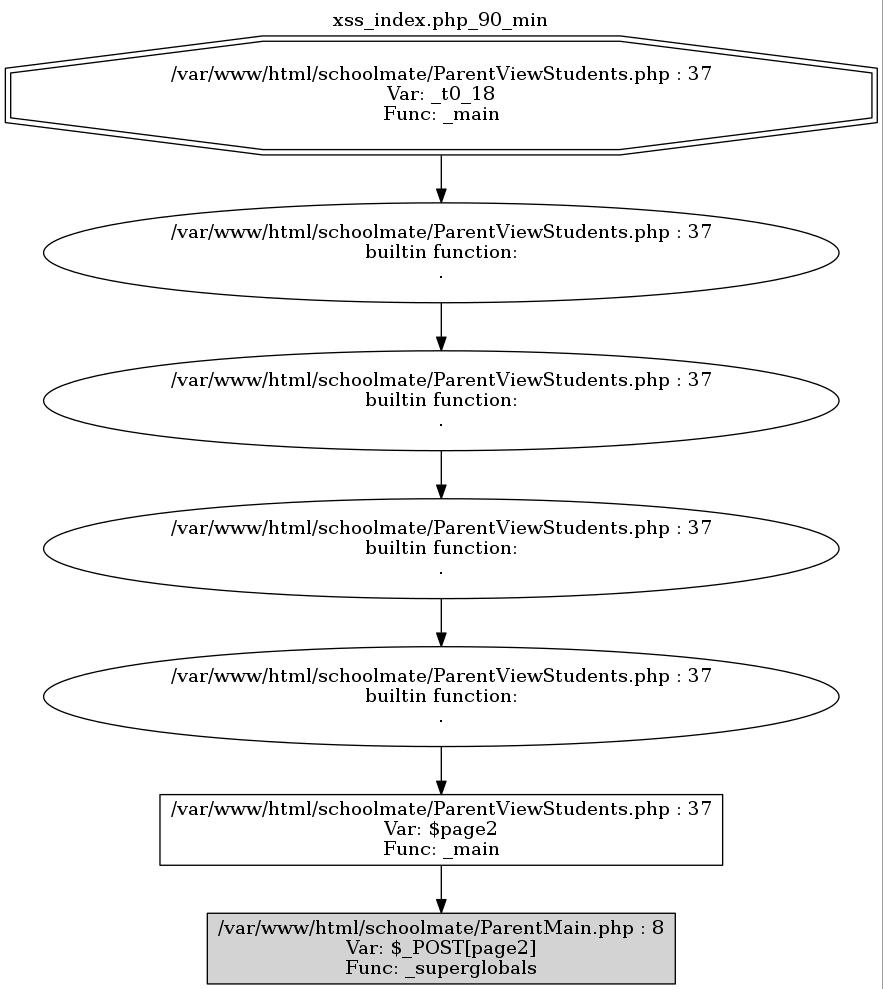 xss_index.php_90_min
/var/www/html/schoolmate/ParentViewStudents.php : 37
Var: _t0_18
Func: _main
/var/www/html/schoolmate/ParentViewStudents.php : 37
builtin function:
.
/var/www/html/schoolmate/ParentViewStudents.php : 37
builtin function:
.
/var/www/html/schoolmate/ParentViewStudents.php : 37
builtin function:
.
/var/www/html/schoolmate/ParentViewStudents.php : 37
builtin function:
.
/var/www/html/schoolmate/ParentViewStudents.php : 37
Var: $page2
Func: _main
/var/www/html/schoolmate/ParentMain.php : 8
Var: $_POST[page2]
Func: _superglobals